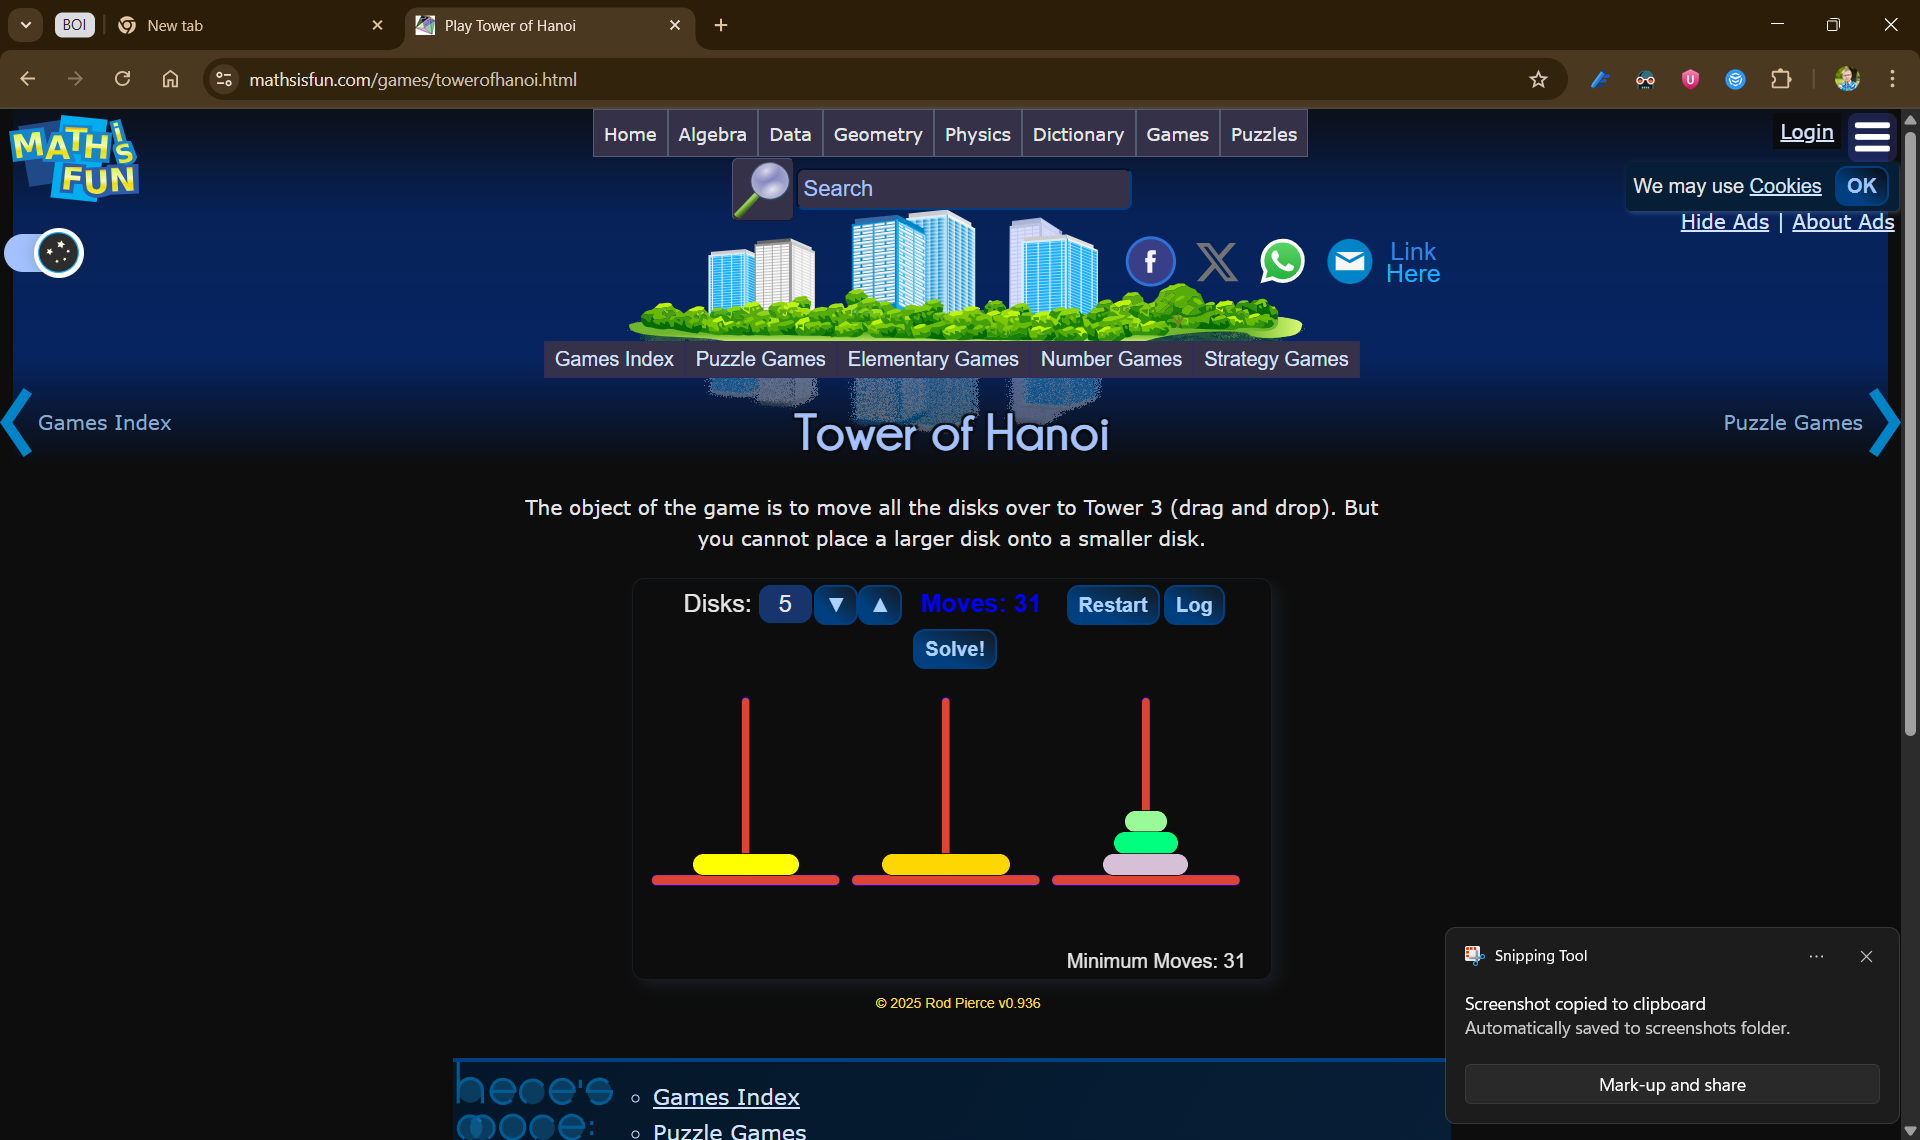 BOI
New tab
Play Tower of Hanoi
mathsisfun.com/games/towerofhanoi.html
MATH iS FUN
Home Algebra Data Geometry Physics Dictionary Games Puzzles
Login
Search
We may use Cookies OK
Hide Ads | About Ads
Link
Here
Games Index Puzzle Games Elementary Games Number Games Strategy Games
Games Index
Puzzle Games
Tower of Hanoi
The object of the game is to move all the disks over to Tower 3 (drag and drop). But
you cannot place a larger disk onto a smaller disk.
Disks: 5 ▼ ▲ Moves: 31 Restart Log
Solve!
Minimum Moves: 31
© 2025 Rod Pierce v0.936
Snipping Tool
Screenshot copied to clipboard
Automatically saved to screenshots folder.
Mark-up and share
here's
more:
Games Index
Puzzle Games